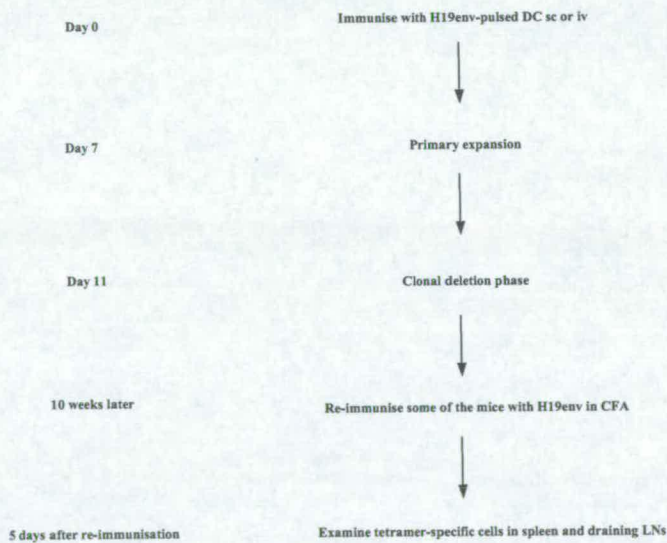 Day 0
Immunise with H19env-pulsed DC sc or iv
Day 7
Primary expansion
Day 11
Clonal deletion phase
10 weeks later
Re-immunise some of the mice with H19env in CFA
5 days after re-immunisation
Examine tetramer-specific cells in spleen and draining LNs